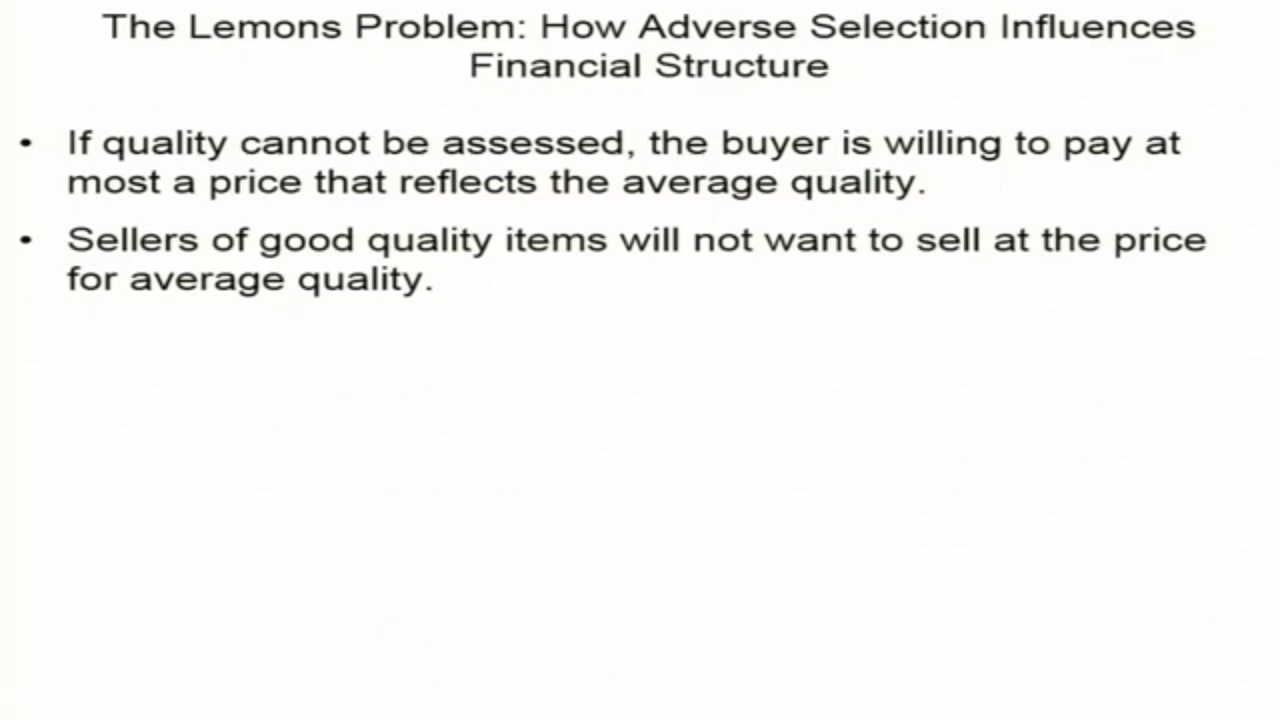 The Lemons Problem: How Adverse Selection Influences
Financial Structure
• If quality cannot be assessed, the buyer is willing to pay at
most a price that reflects the average quality.
• Sellers of good quality items will not want to sell at the price
for average quality.